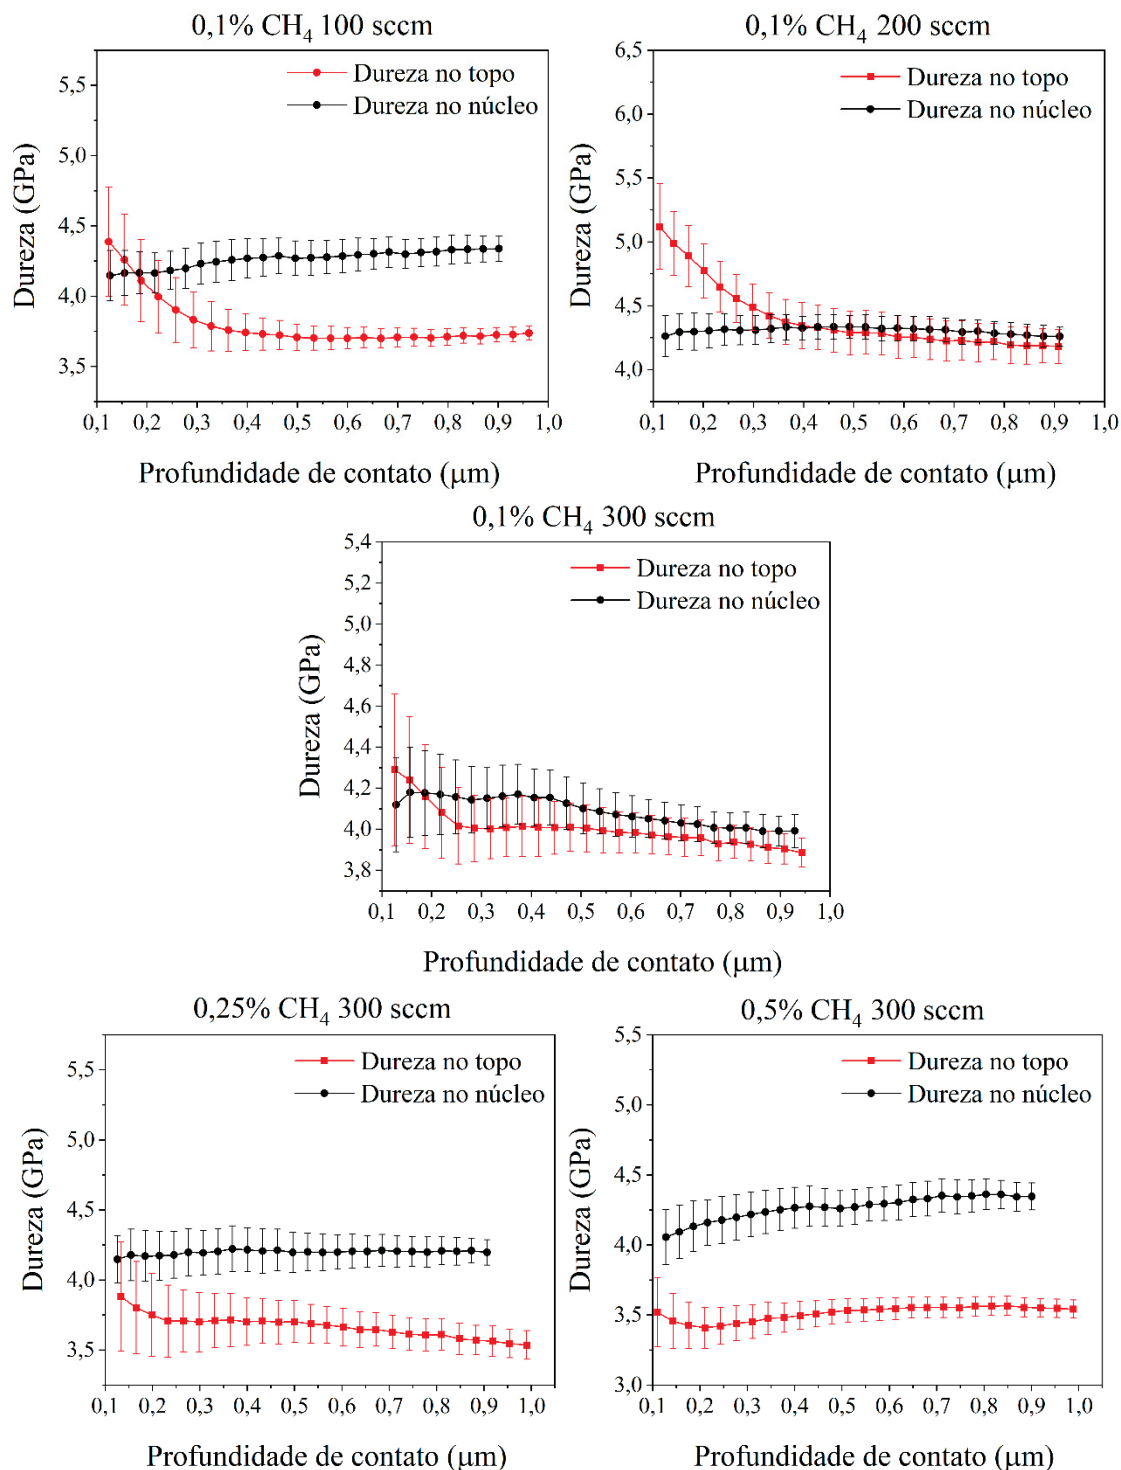 0,1% CH₄ 100 sccm
Dureza no topo
Dureza no núcleo
5,5
5,0
4,5
4,0
3,5
Dureza (GPa)
0,1 0,2 0,3 0,4 0,5 0,6 0,7 0,8 0,9 1,0
Profundidade de contato (μm)
0,1% CH₄ 200 sccm
Dureza no topo
Dureza no núcleo
6,5
6,0
5,5
5,0
4,5
4,0
Dureza (GPa)
0,1 0,2 0,3 0,4 0,5 0,6 0,7 0,8 0,9 1,0
Profundidade de contato (μm)
0,1% CH₄ 300 sccm
Dureza no topo
Dureza no núcleo
5,4
5,2
5,0
4,8
4,6
4,4
4,2
4,0
3,8
Dureza (GPa)
0,1 0,2 0,3 0,4 0,5 0,6 0,7 0,8 0,9 1,0
Profundidade de contato (μm)
0,25% CH₄ 300 sccm
Dureza no topo
Dureza no núcleo
5,5
5,0
4,5
4,0
3,5
Dureza (GPa)
0,1 0,2 0,3 0,4 0,5 0,6 0,7 0,8 0,9 1,0
Profundidade de contato (μm)
0,5% CH₄ 300 sccm
Dureza no topo
Dureza no núcleo
5,5
5,0
4,5
4,0
3,5
3,0
Dureza (GPa)
0,1 0,2 0,3 0,4 0,5 0,6 0,7 0,8 0,9 1,0
Profundidade de contato (μm)